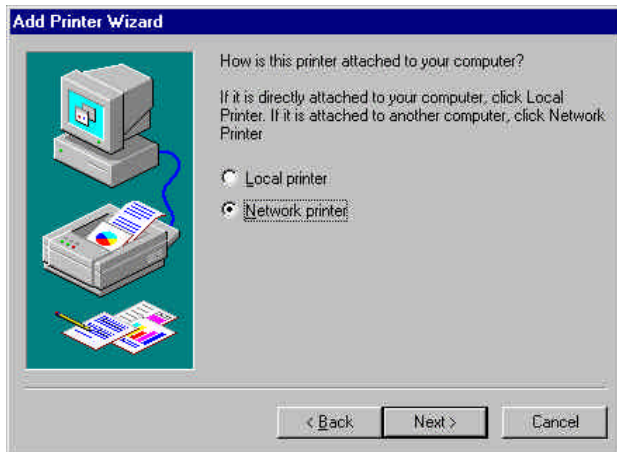 Add Printer Wizard
How is this printer attached to your computer?
If it is directly attached to your computer, click Local
Printer. If it is attached to another computer, click Network
Printer
Local printer
Network printer
< Back
Next >
Cancel